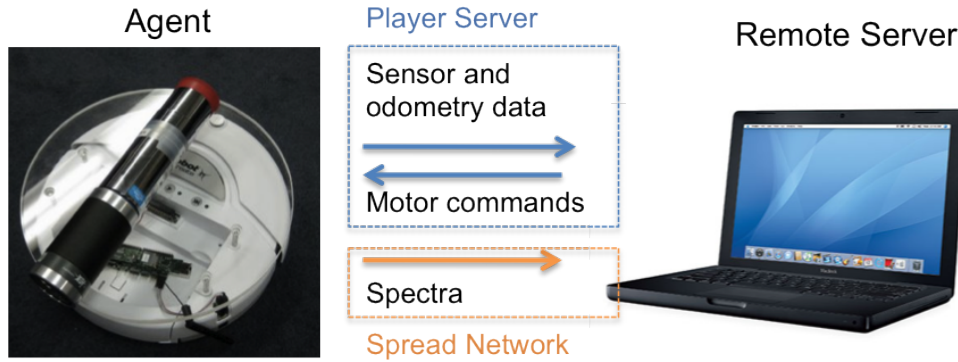 Agent
Player Server
Remote Server
Sensor and
odometry data
Motor commands
Spectra
Spread Network